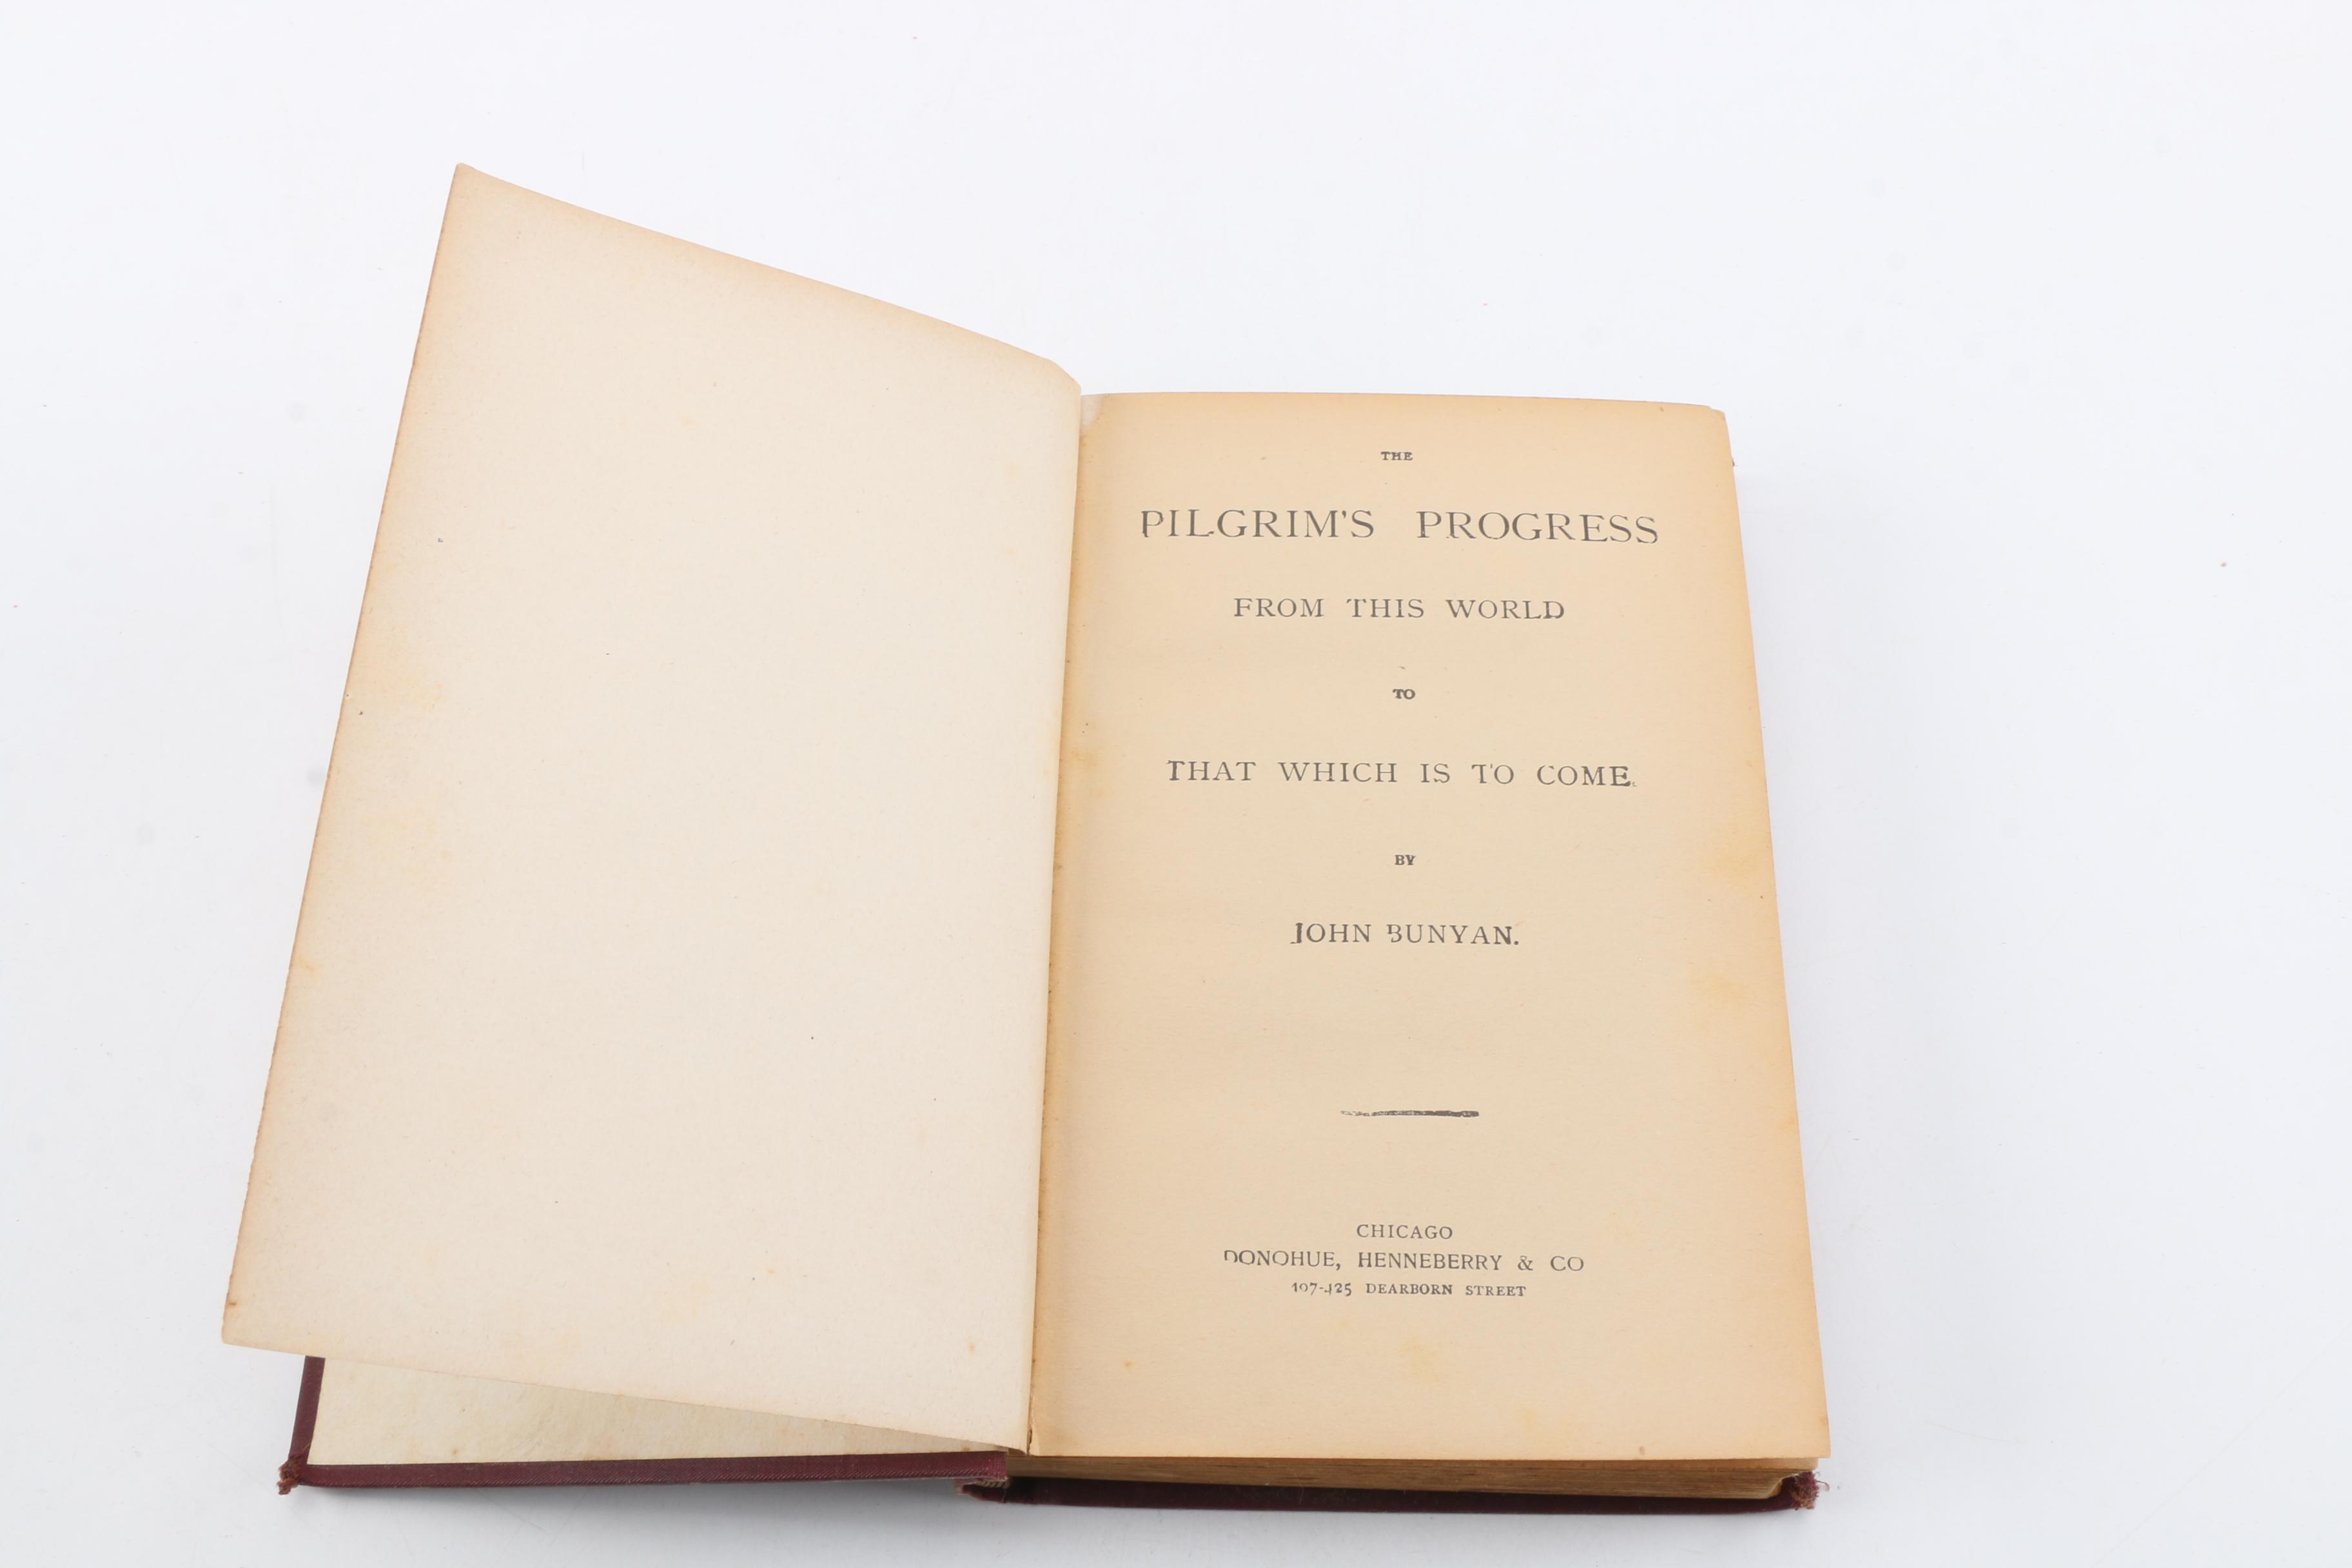 THE
PILGRIM'S PROGRESS
FROM THIS WORLD
TO
THAT WHICH IS TO COME.
BY
JOHN BUNYAN.
CHICAGO
DONOHUE, HENNEBERRY & CO
407-425 DEARBORN STREET